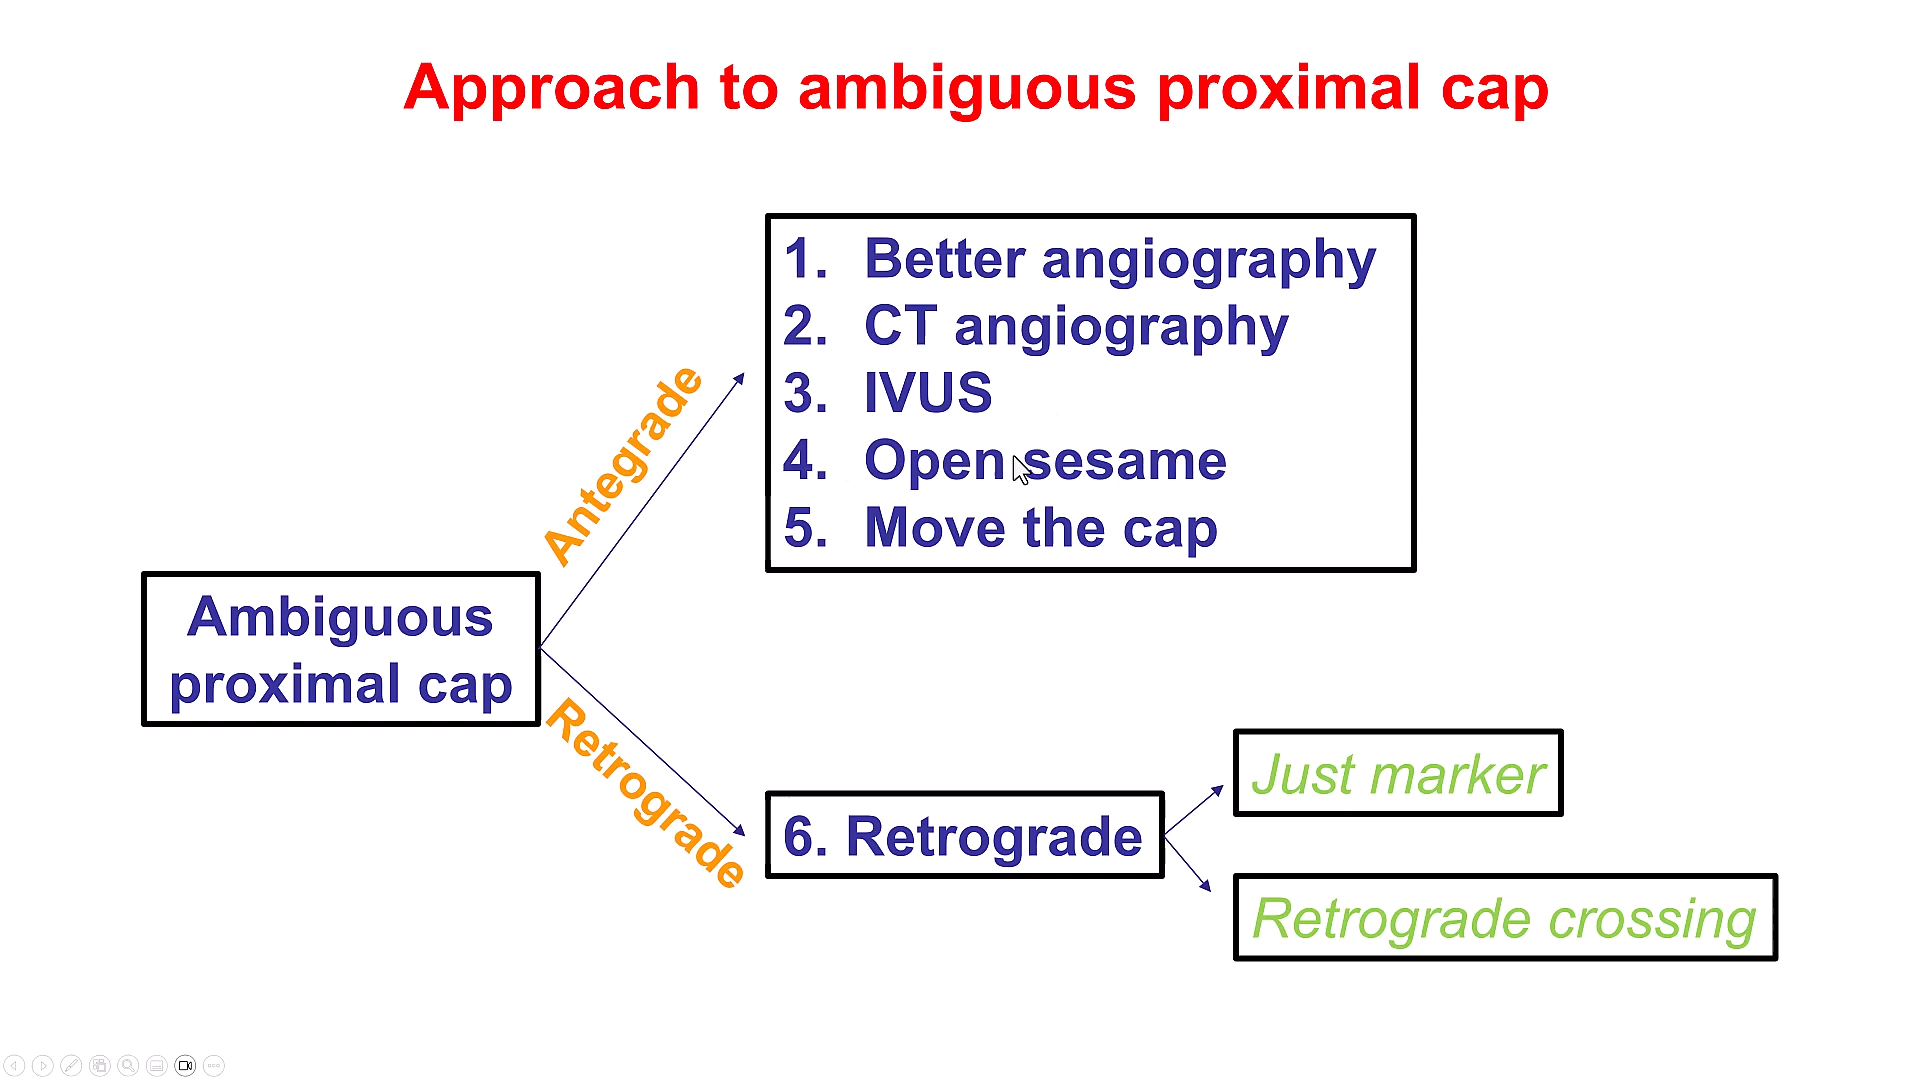 Approach to ambiguous proximal cap
1. Better angiography
2. CT angiography
3. IVUS
4. Open sesame
5. Move the cap
Antegrade
Ambiguous
proximal cap
Retrograde
6. Retrograde
Just marker
Retrograde crossing